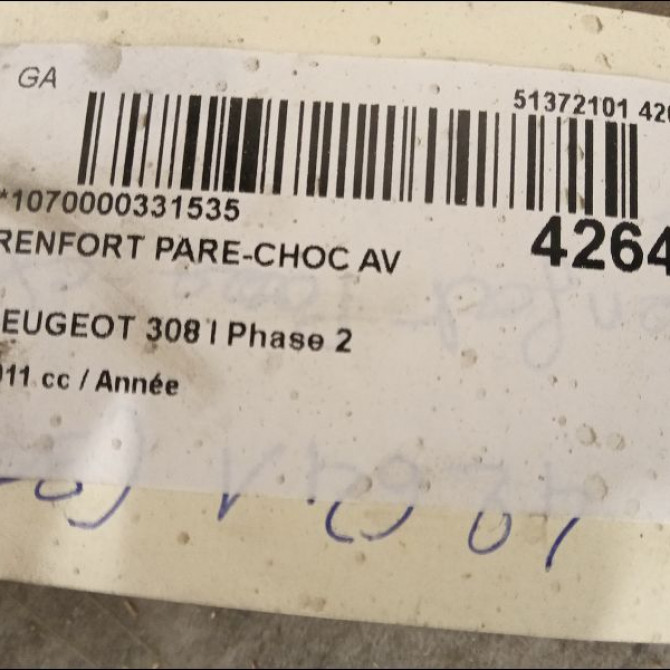 GA
51372101 420
*1070000331535
4264
RENFORT PARE-CHOC AV
EUGEOT 308 I Phase 2
011 cc / Année